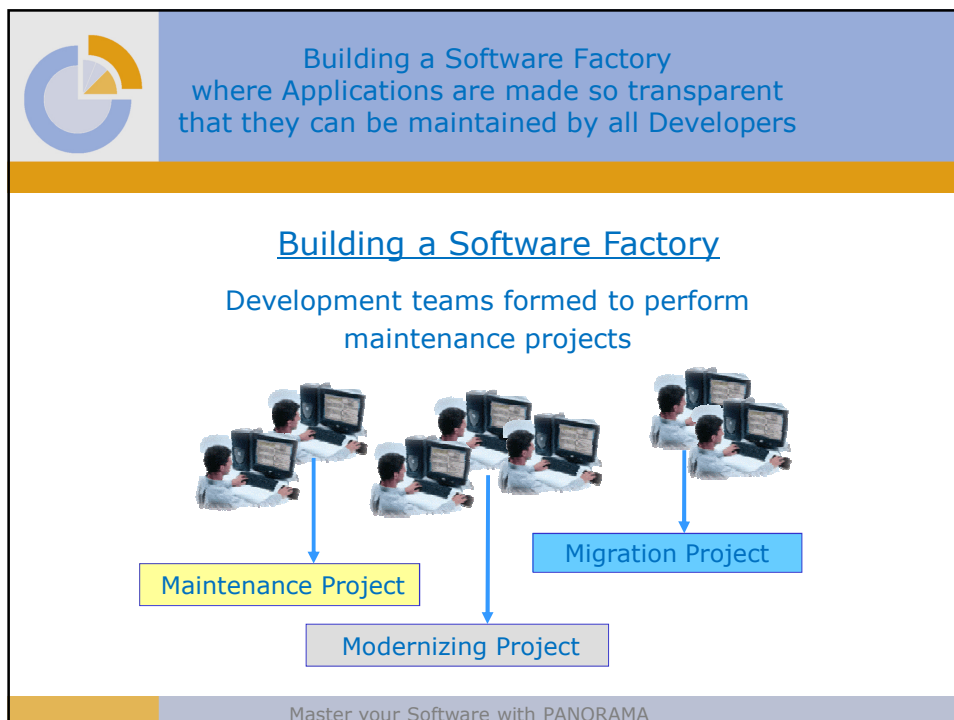 Building a Software Factory
where Applications are made so transparent
that they can be maintained by all Developers
Building a Software Factory
Development teams formed to perform
maintenance projects
Migration Project
Maintenance Project
Modernizing Project
Master your Software with PANORAMA